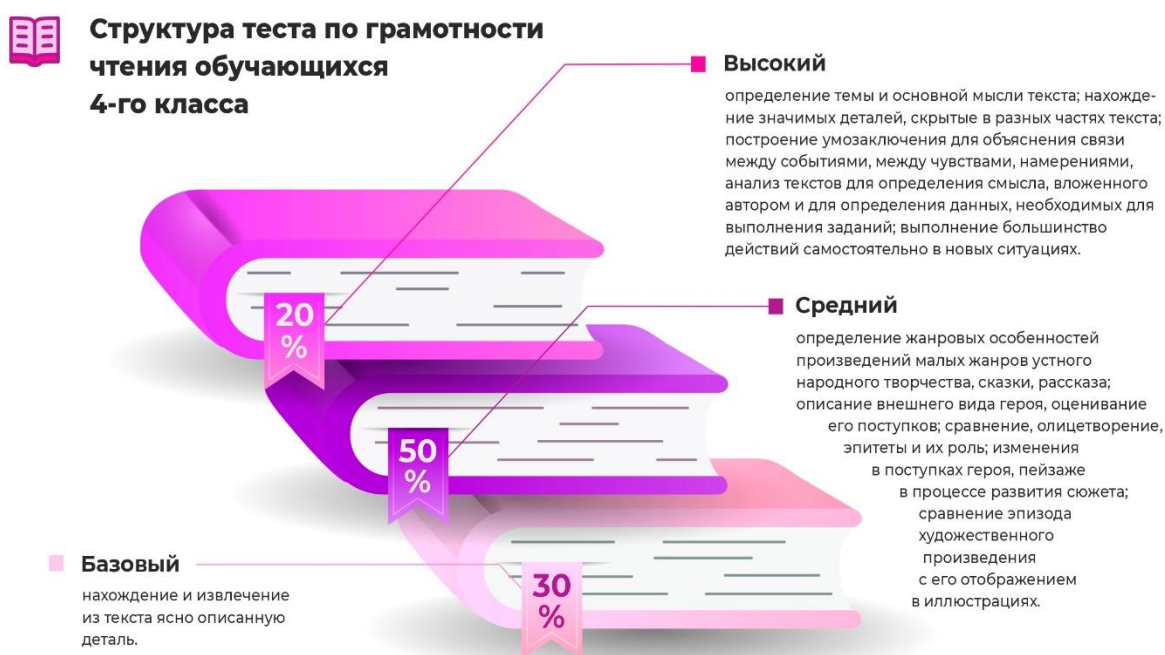 Структура теста по грамотности
чтения обучающихся
4-го класса
Высокий
определение темы и основной мысли текста; нахожде-
ние значимых деталей, скрытые в разных частях текста;
построение умозаключения для объяснения связи
между событиями, между чувствами, намерениями,
анализ текстов для определения смысла, вложенного
автором и для определения данных, необходимых для
выполнения заданий; выполнение большинство
действий самостоятельно в новых ситуациях.
20
%
Средний
определение жанровых особенностей
произведений малых жанров устного
народного творчества, сказки, рассказа;
описание внешнего вида героя, оценивание
его поступков; сравнение, олицетворение,
эпитеты и их роль; изменения
в поступках героя, пейзаже
в процессе развития сюжета;
сравнение эпизода
художественного
произведения
с его отображением
в иллюстрациях.
50
%
Базовый
нахождение и извлечение
из текста ясно описанную
деталь.
30
%